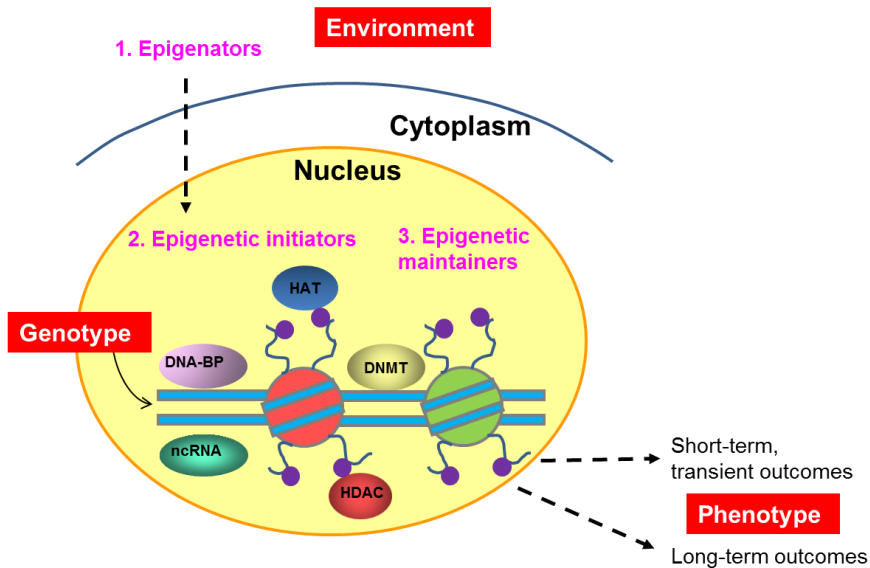 Environment
1. Epigenators
Cytoplasm
Nucleus
2. Epigenetic initiators
3. Epigenetic
maintainers
HAT
Genotype
DNA-BP
DNMT
ncRNA
HDAC
Short-term,
transient outcomes
Phenotype
Long-term outcomes